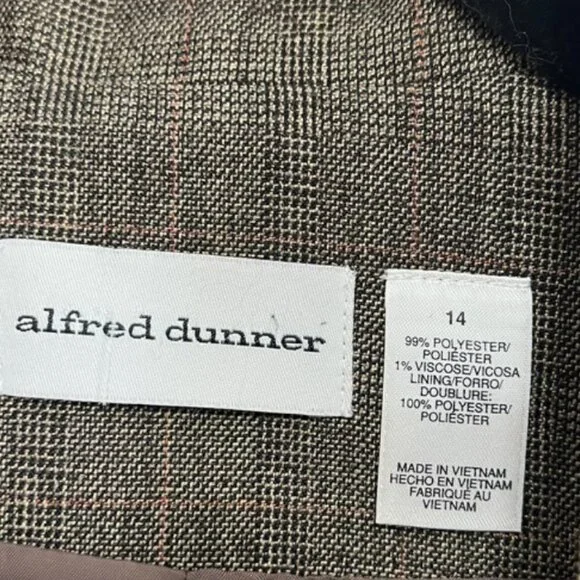 alfred dunner
14
99% POLYESTER/
POLIÉSTER
1% VISCOSE/VICOSA
LINING/FORRO/
DOUBLURE:
100% POLYESTER/
POLIÉSTER
MADE IN VIETNAM
HECHO EN VIETNAM
FABRIQUÉ AU
VIETNAM